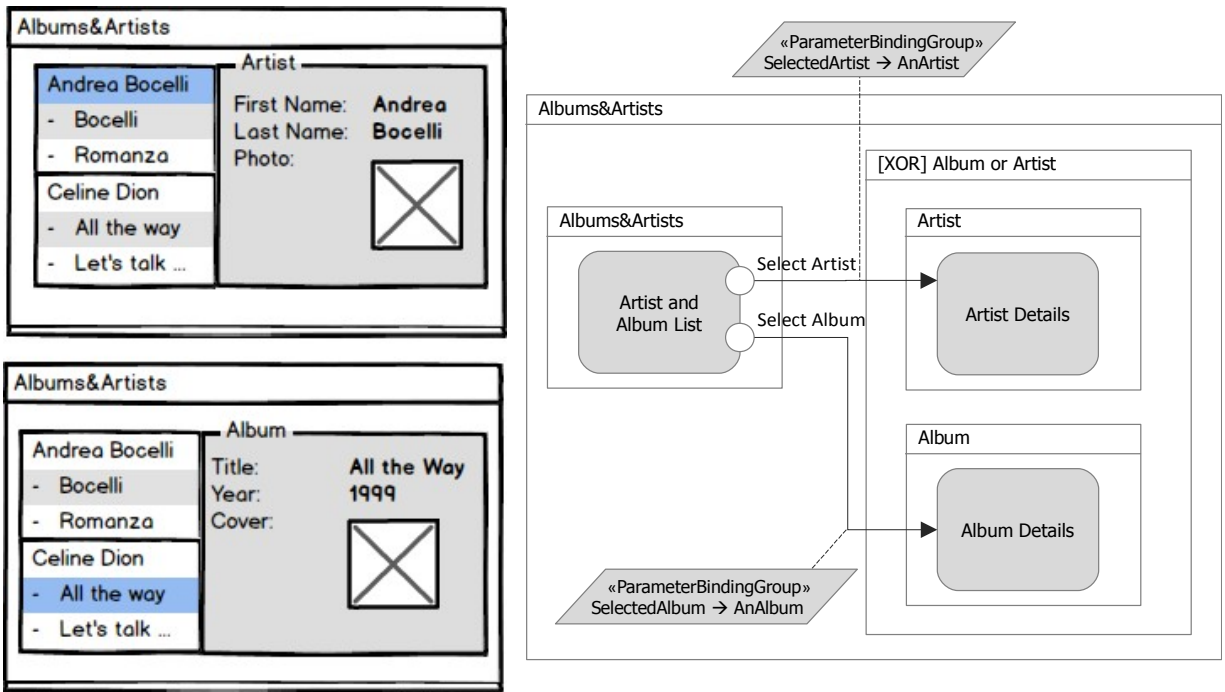 Albums&Artists
Andrea Bocelli
- Bocelli
- Romanza
Celine Dion
- All the way
- Let's talk ...
Artist
First Name: Andrea
Last Name: Bocelli
Photo:
Albums&Artists
Andrea Bocelli
- Bocelli
- Romanza
Celine Dion
- All the way
- Let's talk ...
Album
Title: All the Way
Year: 1999
Cover:
«ParameterBindingGroup»
SelectedArtist → AnArtist
Albums&Artists
[XOR] Album or Artist
Albums&Artists
Artist and
Album List
Select Artist
Select Album
Artist
Artist Details
Album
Album Details
«ParameterBindingGroup»
SelectedAlbum → AnAlbum